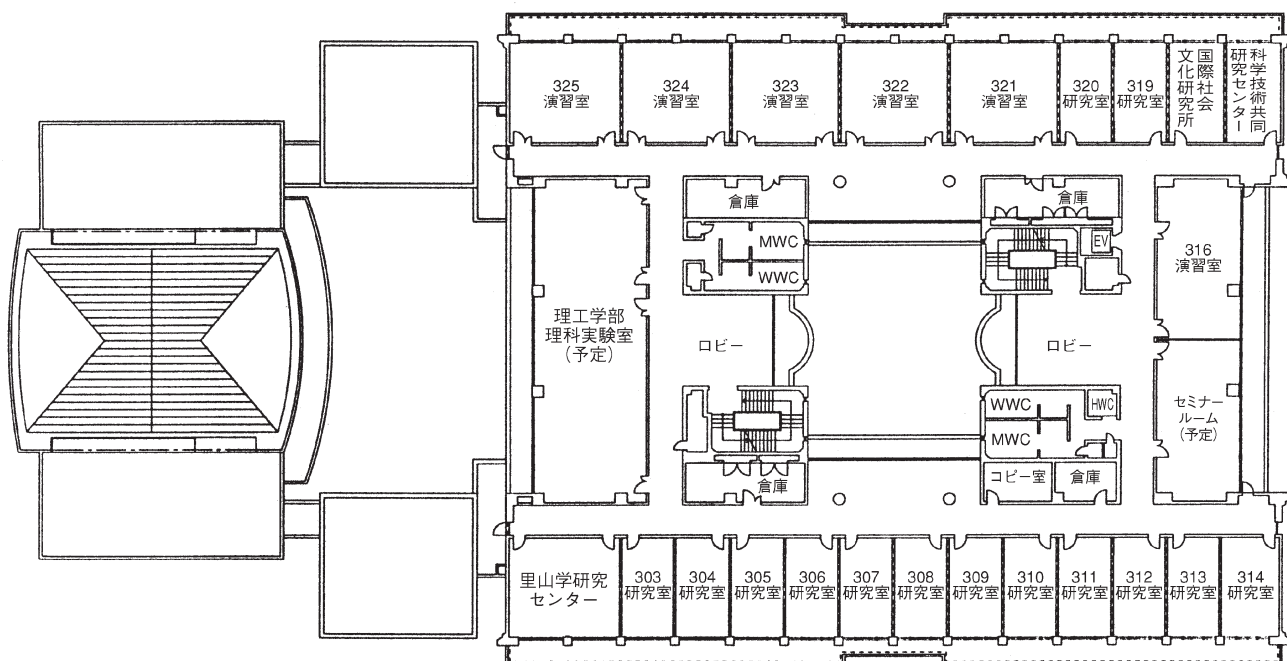 325
演習室
324
演習室
323
演習室
322
演習室
321
演習室
320
研究室
319
研究室
国際社会
文化研究所
科学技術共同
研究センター
倉庫
MWC
WWC
倉庫
EV
316
演習室
理工学部
理科実験室
(予定)
ロビー
ロビー
WWC
HWC
MWC
セミナー
ルーム
(予定)
倉庫
コピー室
倉庫
里山学研究
センター
303
研究室
304
研究室
305
研究室
306
研究室
307
研究室
308
研究室
309
研究室
310
研究室
311
研究室
312
研究室
313
研究室
314
研究室